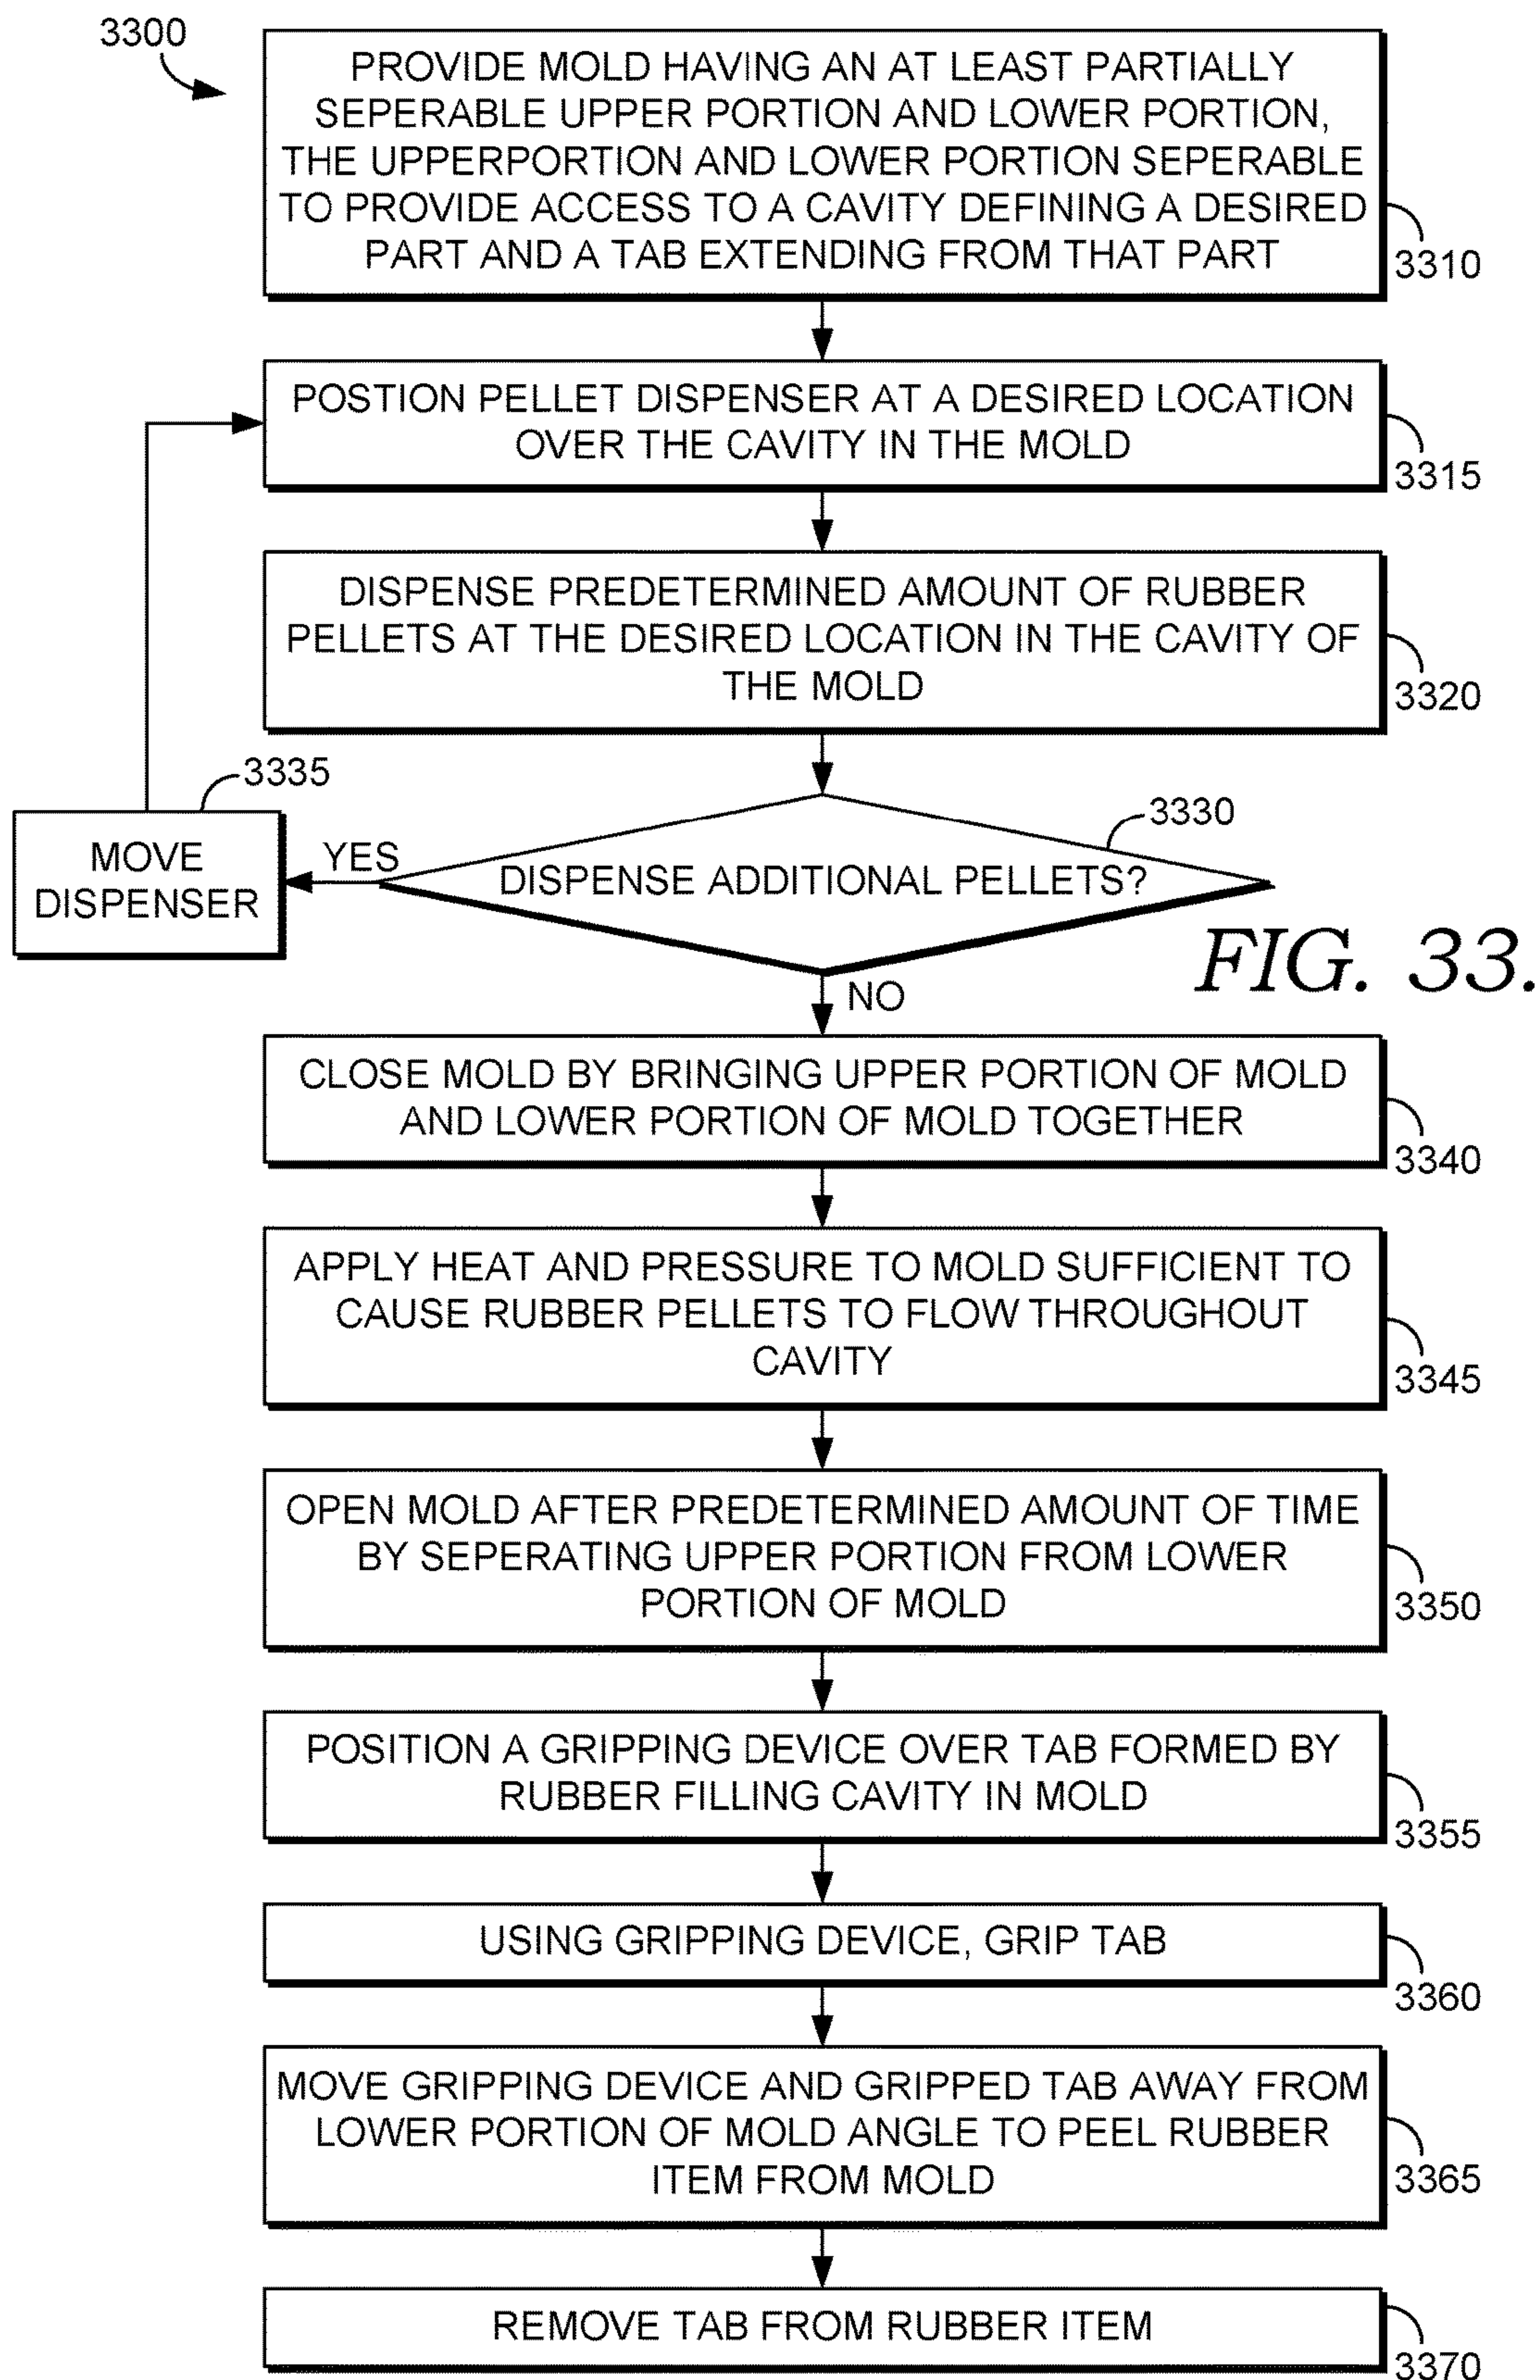 3300
PROVIDE MOLD HAVING AN AT LEAST PARTIALLY
SEPERABLE UPPER PORTION AND LOWER PORTION,
THE UPPERPORTION AND LOWER PORTION SEPERABLE
TO PROVIDE ACCESS TO A CAVITY DEFINING A DESIRED
PART AND A TAB EXTENDING FROM THAT PART
3310
POSTION PELLET DISPENSER AT A DESIRED LOCATION
OVER THE CAVITY IN THE MOLD
3315
DISPENSE PREDETERMINED AMOUNT OF RUBBER
PELLETS AT THE DESIRED LOCATION IN THE CAVITY OF
THE MOLD
3320
3335
MOVE
DISPENSER
YES
3330
DISPENSE ADDITIONAL PELLETS?
FIG. 33.
NO
CLOSE MOLD BY BRINGING UPPER PORTION OF MOLD
AND LOWER PORTION OF MOLD TOGETHER
3340
APPLY HEAT AND PRESSURE TO MOLD SUFFICIENT TO
CAUSE RUBBER PELLETS TO FLOW THROUGHOUT
CAVITY
3345
OPEN MOLD AFTER PREDETERMINED AMOUNT OF TIME
BY SEPERATING UPPER PORTION FROM LOWER
PORTION OF MOLD
3350
POSITION A GRIPPING DEVICE OVER TAB FORMED BY
RUBBER FILLING CAVITY IN MOLD
3355
USING GRIPPING DEVICE, GRIP TAB
3360
MOVE GRIPPING DEVICE AND GRIPPED TAB AWAY FROM
LOWER PORTION OF MOLD ANGLE TO PEEL RUBBER
ITEM FROM MOLD
3365
REMOVE TAB FROM RUBBER ITEM
3370